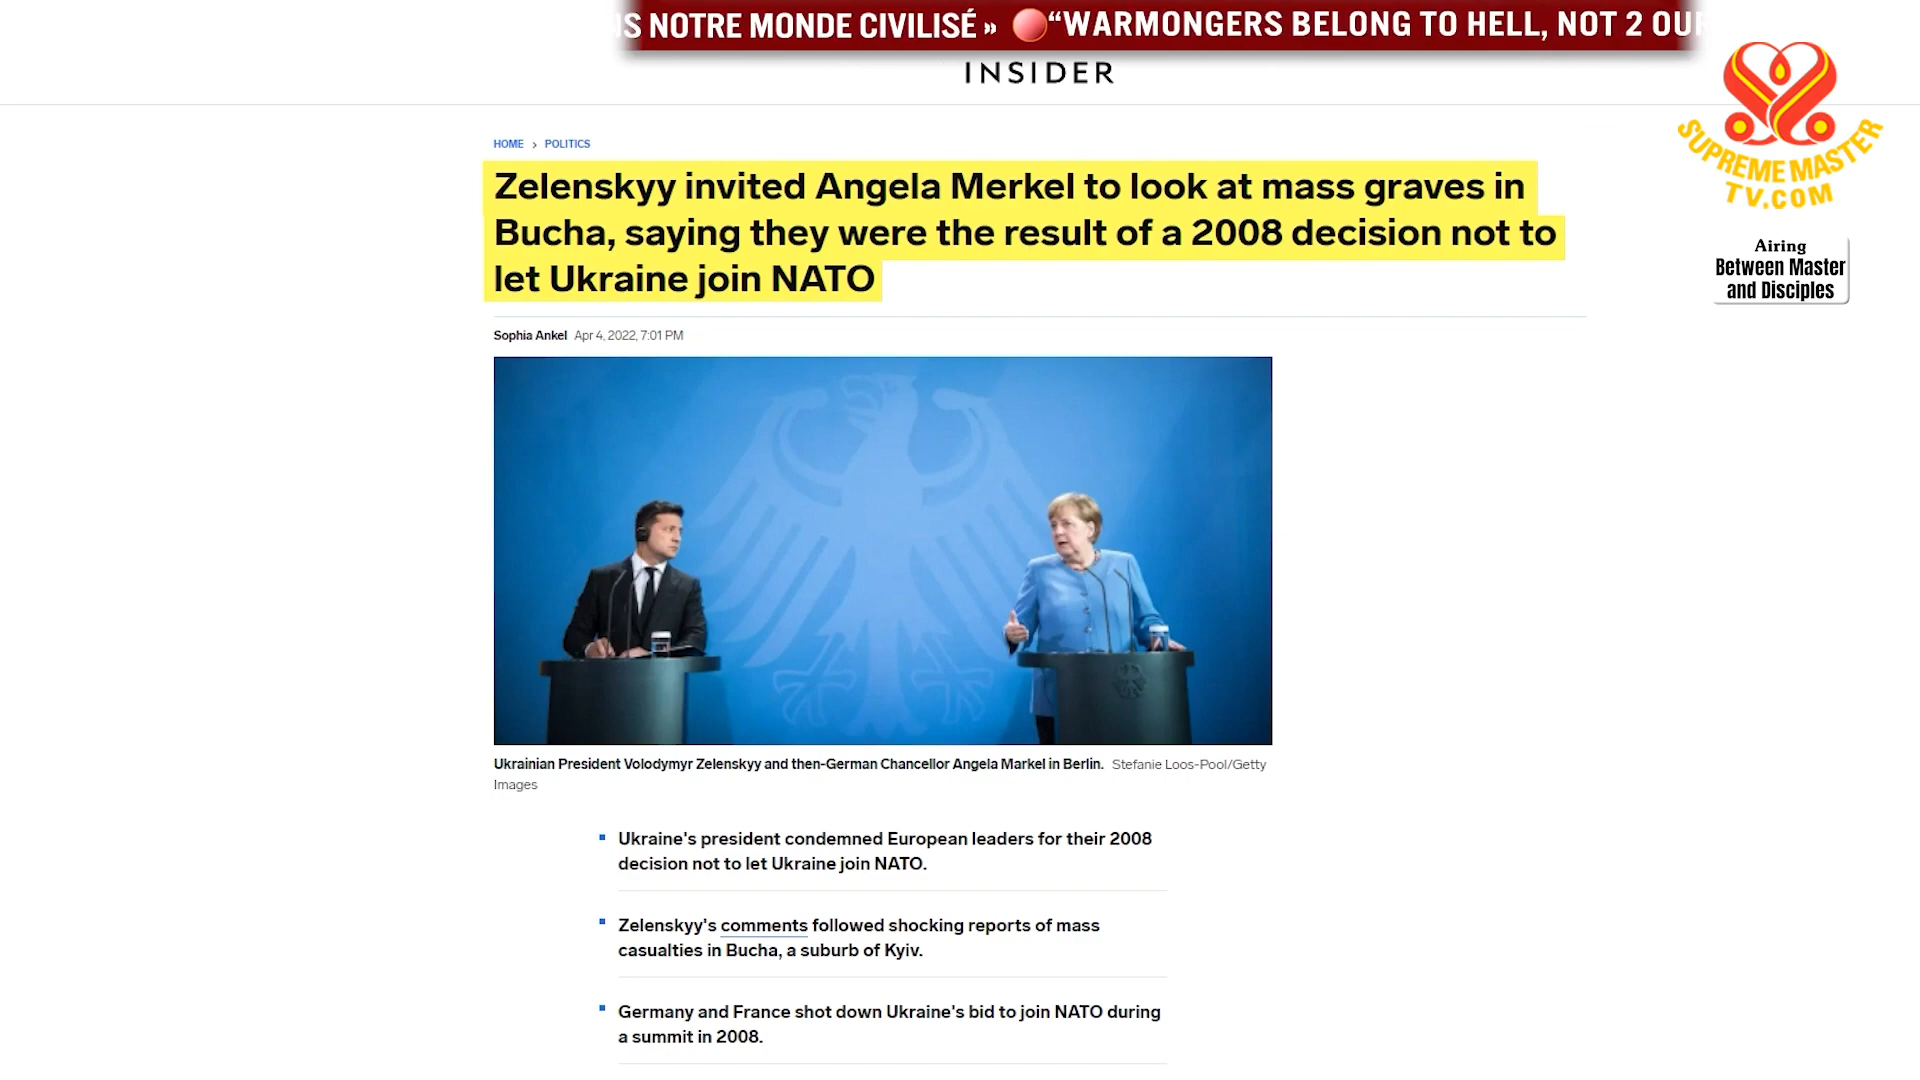 S NOTRE MONDE CIVILISÉ » “WARMONGERS BELONG TO HELL, NOT 2 OUR
INSIDER
SUPREME MASTER
TV.COM
Airing
Between Master
and Disciples
HOME > POLITICS
Zelenskyy invited Angela Merkel to look at mass graves in
Bucha, saying they were the result of a 2008 decision not to
let Ukraine join NATO
Sophia Ankel Apr 4, 2022, 7:01 PM
Ukrainian President Volodymyr Zelenskyy and then-German Chancellor Angela Markel in Berlin. Stefanie Loos-Pool/Getty
Images
Ukraine's president condemned European leaders for their 2008
decision not to let Ukraine join NATO.
Zelenskyy's comments followed shocking reports of mass
casualties in Bucha, a suburb of Kyiv.
Germany and France shot down Ukraine's bid to join NATO during
a summit in 2008.